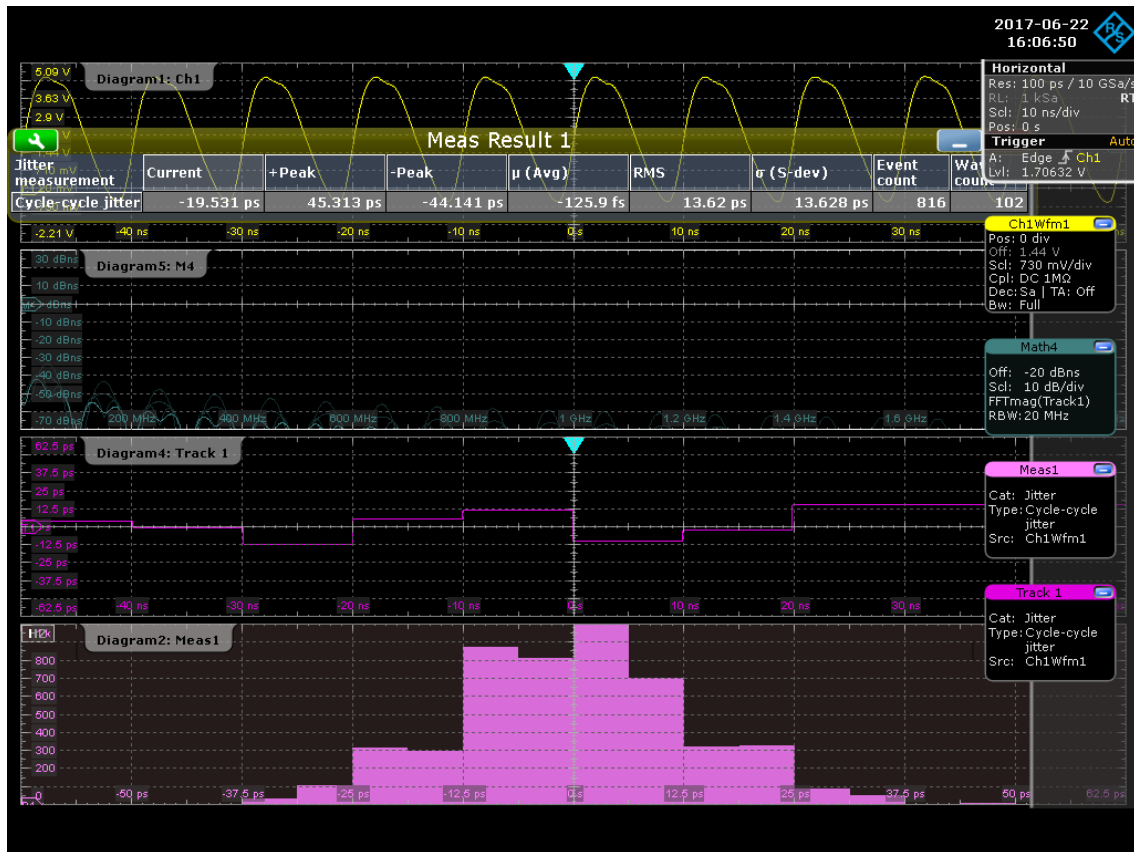 2017-06-22
16:06:50
Horizontal
Res: 100 ps / 10 GSa/s
RL: 1 kSa RT
Scl: 10 ns/div
Pos: 0 s
Trigger Auto
A: Edge Ch1
Lvl: 1.70632 V
5.09 V
Diagram1: Ch1
3.63 V
2.9 V
Meas Result 1
Jitter measurement Current +Peak -Peak µ (Avg) RMS σ (S-dev) Event count
Cycle-cycle jitter -19.531 ps 45.313 ps -44.141 ps -125.9 fs 13.62 ps 13.628 ps 816 102
-2.21 V -40 ns -30 ns -20 ns -10 ns 0 s 10 ns 20 ns 30 ns
Ch1Wfm1
Pos: 0 div
Off: 1.44 V
Scl: 730 mV/div
Cpl: DC 1MΩ
Dec: Sa | TA: Off
Bw: Full
30 dBns
Diagram5: M4
10 dBns
-10 dBns
-20 dBns
-30 dBns
-40 dBns
-50 dBns
-70 dBns 200 MHz 400 MHz 600 MHz 800 MHz 1 GHz 1.2 GHz 1.4 GHz 1.6 GHz
Math4
Off: -20 dBns
Scl: 10 dB/div
FFTmag(Track1)
RBW: 20 MHz
62.5 ps
Diagram4: Track 1
37.5 ps
25 ps
12.5 ps
-12.5 ps
-25 ps
-37.5 ps
-62.5 ps -40 ns -30 ns -20 ns -10 ns 0 s 10 ns 20 ns 30 ns
Meas1
Cat: Jitter
Type: Cycle-cycle
jitter
Src: Ch1Wfm1
Track 1
Cat: Jitter
Type: Cycle-cycle
jitter
Src: Ch1Wfm1
Diagram2: Meas1
800
700
600
500
400
300
200
0 -50 ps -37.5 ps -25 ps -12.5 ps 0 s 12.5 ps 25 ps 37.5 ps 50 ps 62.5 ps